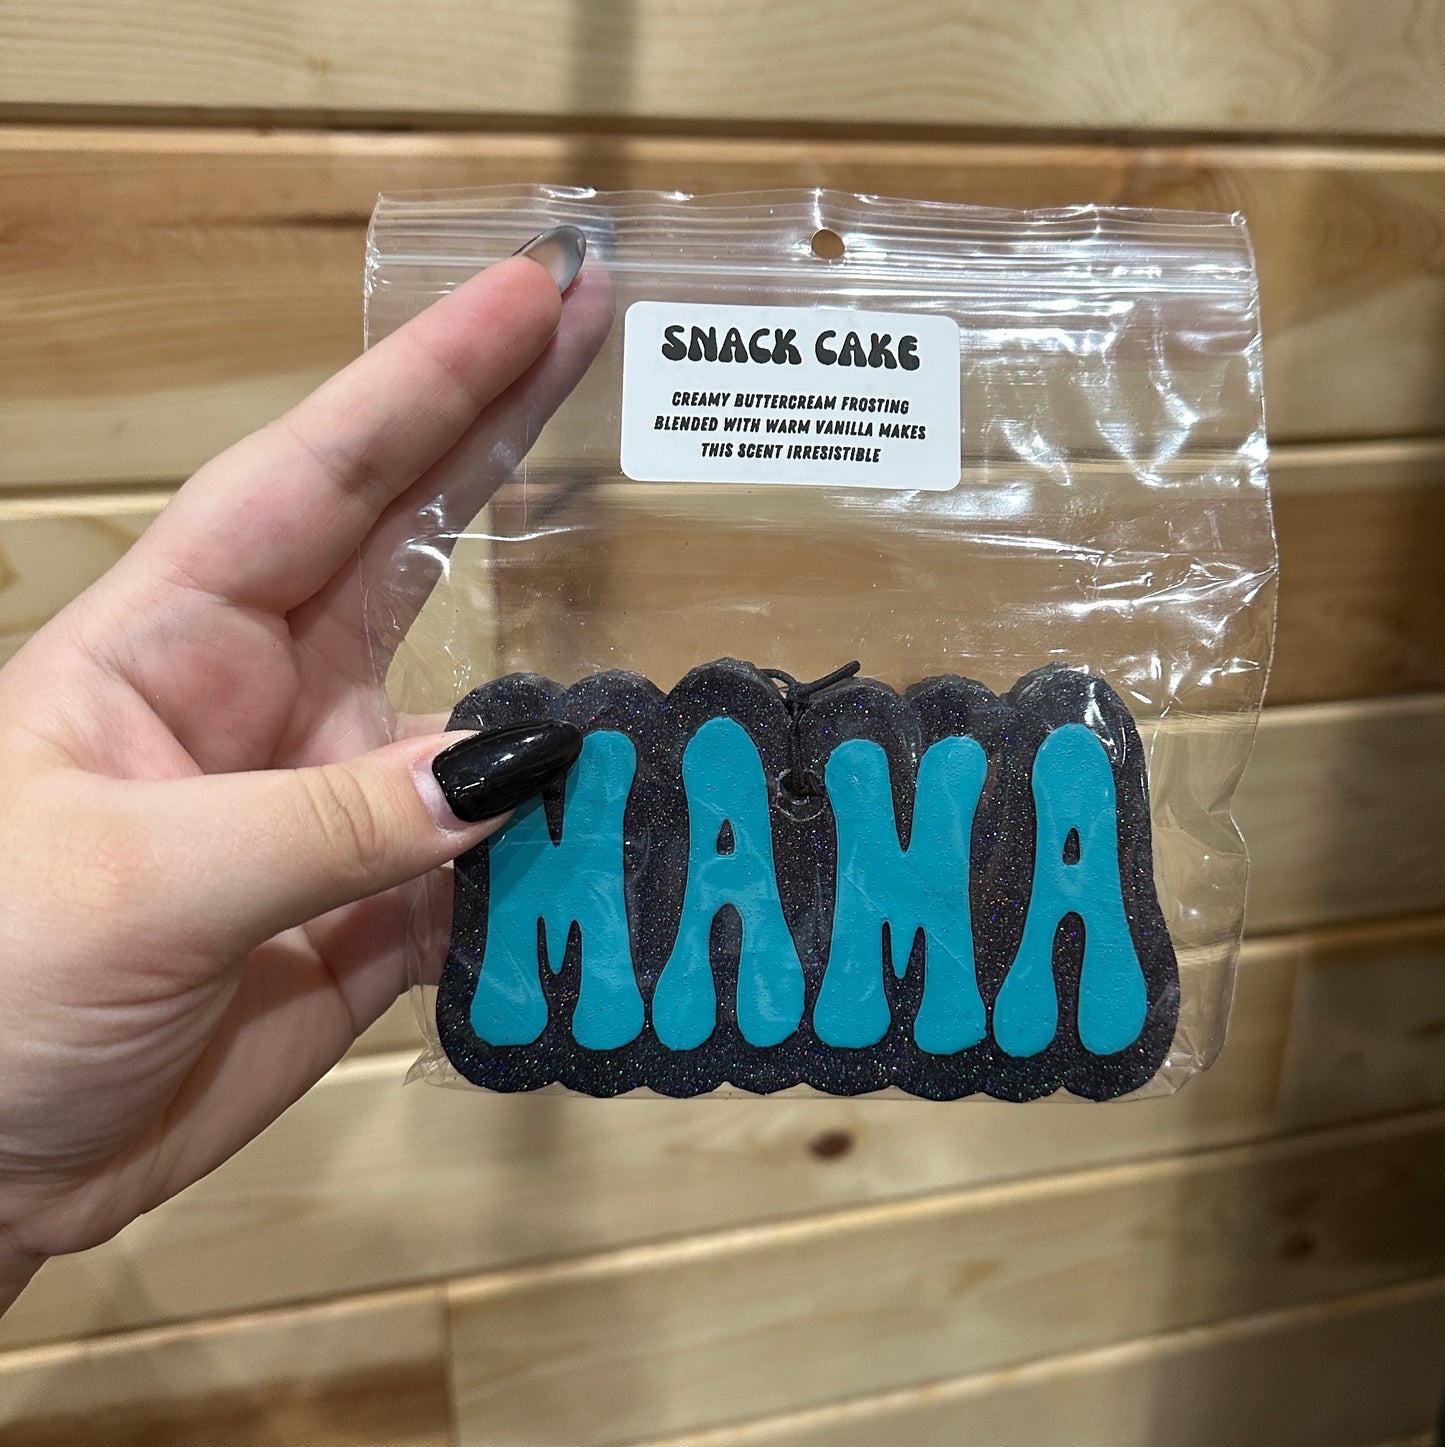 SNACK CAKE
CREAMY BUTTERCREAM FROSTING
BLENDED WITH WARM VANILLA MAKES
THIS SCENT IRRESISTIBLE
MAMA